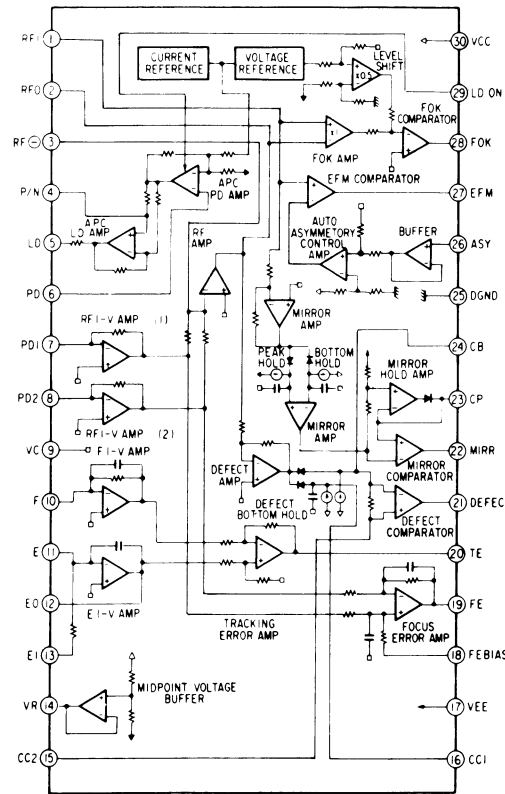 RFI
1
RFO
2
RF⊖
3
P/N
4
LD
5
PD
6
PD1
7
PD2
8
VC
9
F
10
E
11
EO
12
EI
13
VR
14
CC2
15
VCC
30
LD ON
29
FOK
28
EFM
27
ASY
26
DGND
25
CB
24
CP
23
MIRR
22
DEFECT
21
TE
20
FE
19
FEBIAS
18
VEE
17
CC1
16
CURRENT
REFERENCE
VOLTAGE
REFERENCE
LEVEL
SHIFT
x0.5
FOK
COMPARATOR
x1
FOK AMP
APC
PD AMP
EFM COMPARATOR
APC
LD AMP
RF
AMP
AUTO
ASYMMETORY
CONTROL
AMP
BUFFER
RFI-V AMP (1)
MIRROR
AMP
PEAK
HOLD
BOTTOM
HOLD
MIRROR
HOLD AMP
RFI-V AMP (2)
MIRROR
AMP
MIRROR
COMPARATOR
F I-V AMP
DEFECT
AMP
DEFECT
BOTTOM HOLD
DEFECT
COMPARATOR
E I-V AMP
TRACKING
ERROR AMP
FOCUS
ERROR AMP
MIDPOINT VOLTAGE
BUFFER